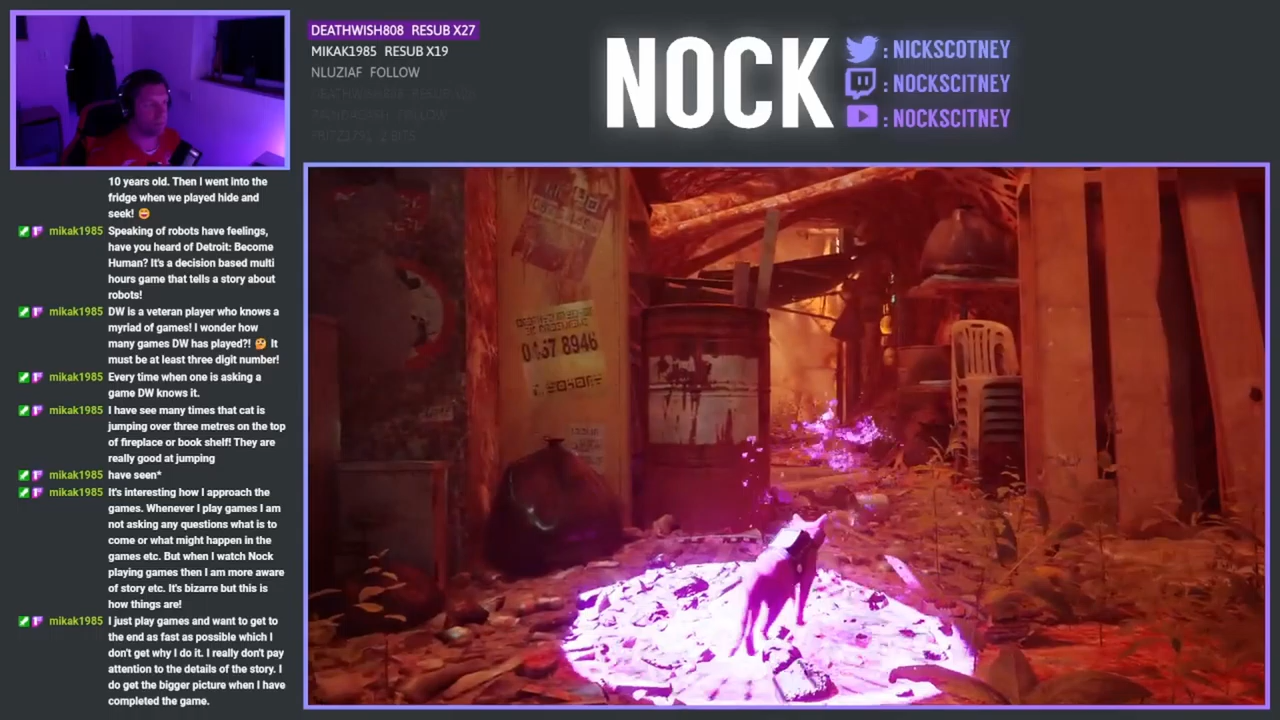 DEATHWISH808 RESUB X27
MIKAK1985 RESUB X19
NLUZIAF FOLLOW
DEATHWISH808 RESUB
FOLLOW
2 BITS
NOCK
: NICKSCOTNEY
: NOCKSCITNEY
: NOCKSCITNEY
10 years old. Then I went into the
fridge when we played hide and
seek! 😄
mikak1985 Speaking of robots have feelings,
have you heard of Detroit: Become
Human? It's a decision based multi
hours game that tells a story about
robots!
mikak1985 DW is a veteran player who knows a
myriad of games! I wonder how
many games DW has played?! 🤔 It
must be at least three digit number!
mikak1985 Every time when one is asking a
game DW knows it.
mikak1985 I have see many times that cat is
jumping over three metres on the top
of fireplace or book shelf! They are
really good at jumping
mikak1985 have seen*
mikak1985 It's interesting how I approach the
games. Whenever I play games I am
not asking any questions what is to
come or what might happen in the
games etc. But when I watch Nock
playing games then I am more aware
of story etc. It's bizarre but this is
how things are!
mikak1985 I just play games and want to get to
the end as fast as possible which I
don't get why I do it. I really don't pay
attention to the details of the story. I
do get the bigger picture when I have
completed the game.
8946